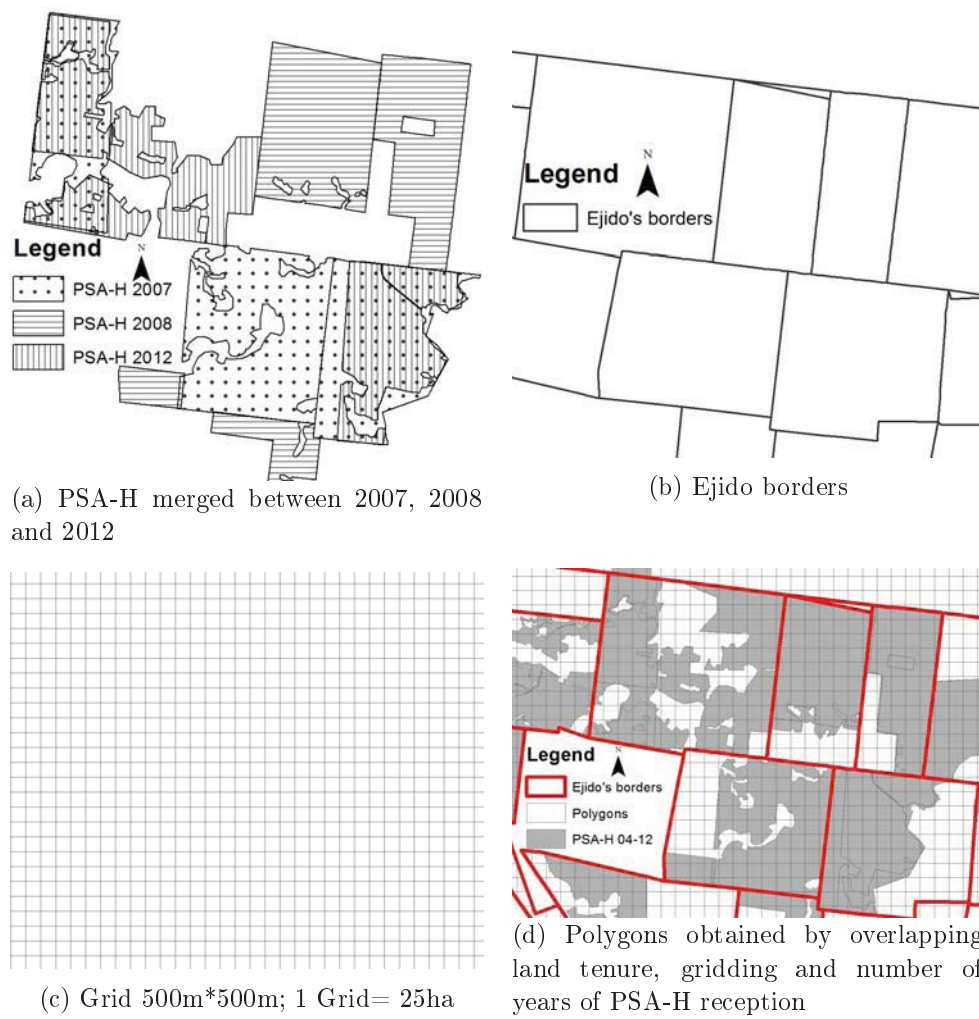 N
Legend
PSA-H 2007
PSA-H 2008
PSA-H 2012
(a) PSA-H merged between 2007, 2008
and 2012
N
Legend
Ejido's borders
(b) Ejido borders
(c) Grid 500m*500m; 1 Grid= 25ha
N
Legend
Ejido's borders
Polygons
PSA-H 04-12
(d) Polygons obtained by overlapping
land tenure, gridding and number of
years of PSA-H reception